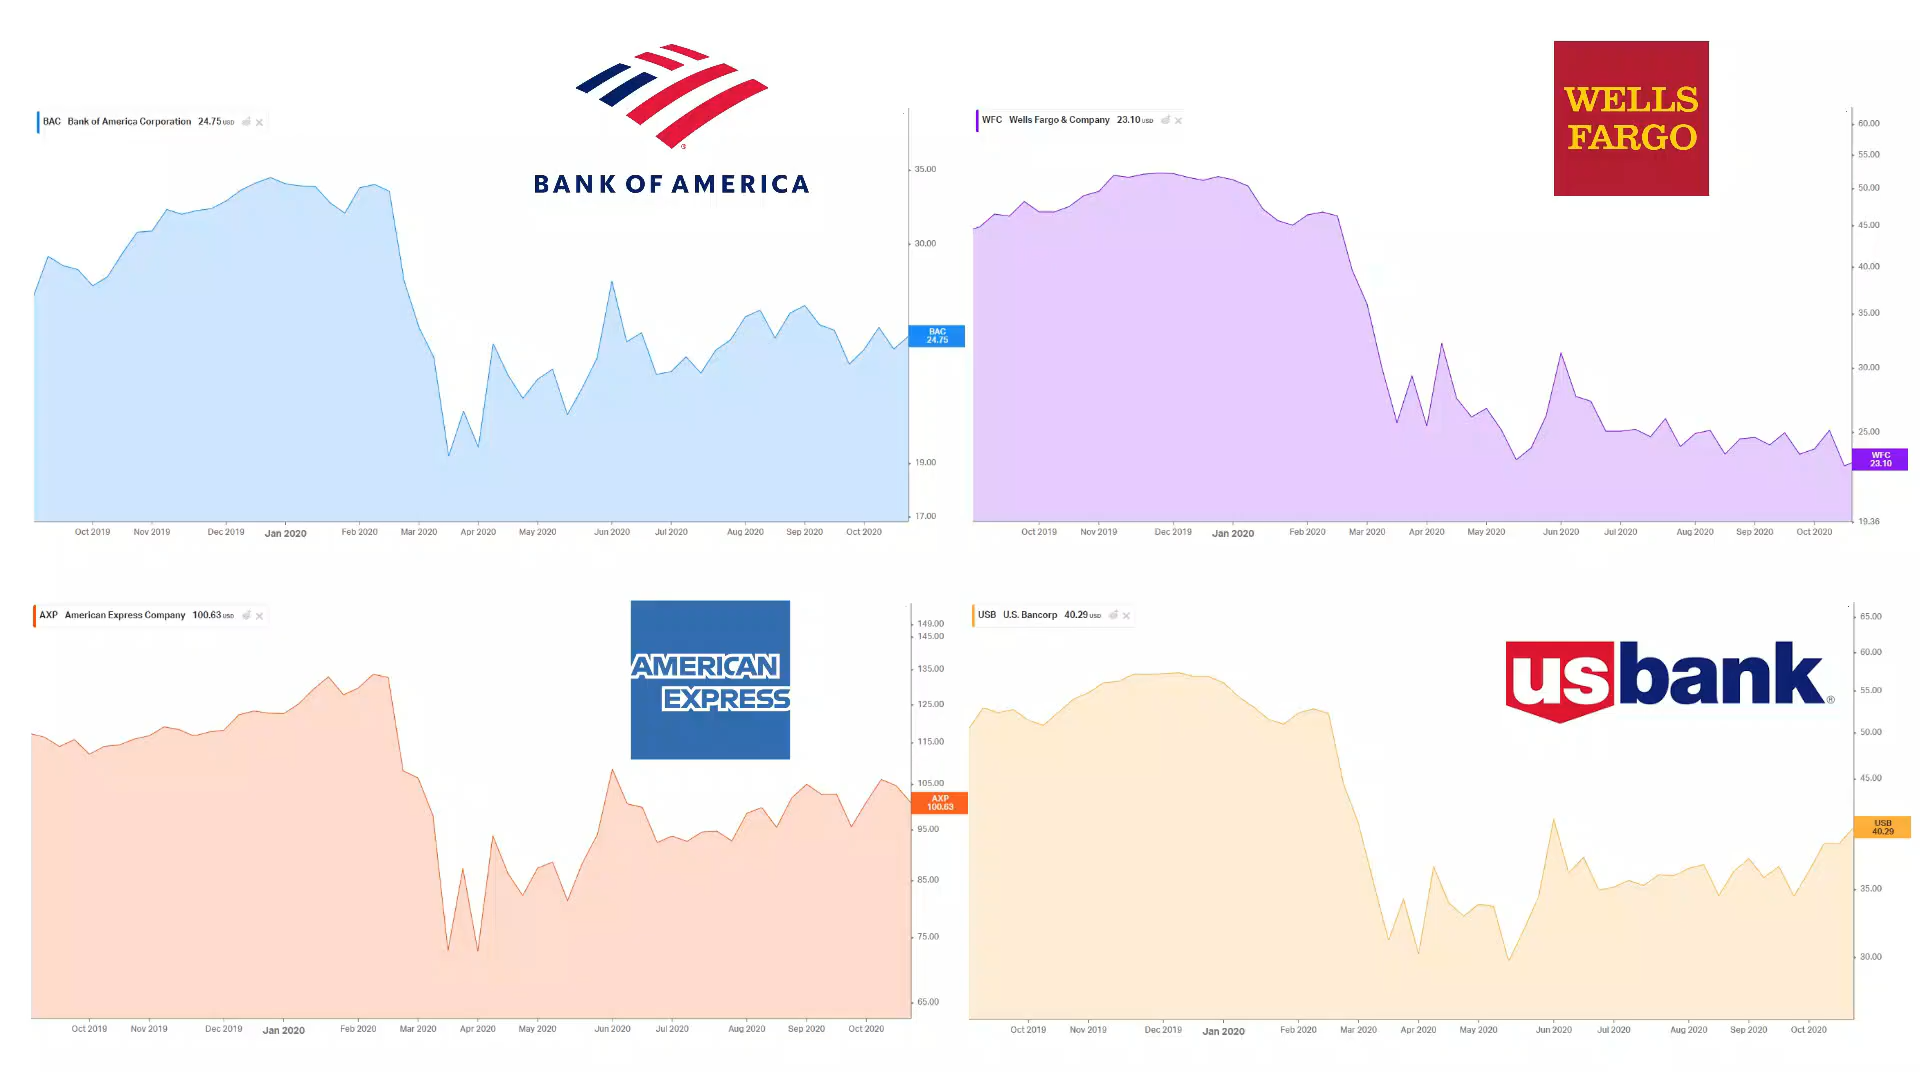 BAC Bank of America Corporation 24.75 USD
BANK OF AMERICA
®
35.00
30.00
BAC
24.75
19.00
17.00
Oct 2019 Nov 2019 Dec 2019 Jan 2020 Feb 2020 Mar 2020 Apr 2020 May 2020 Jun 2020 Jul 2020 Aug 2020 Sep 2020 Oct 2020
WFC Wells Fargo & Company 23.10 USD
WELLS
FARGO
60.00
55.00
50.00
45.00
40.00
35.00
30.00
25.00
WFC
23.10
19.36
Oct 2019 Nov 2019 Dec 2019 Jan 2020 Feb 2020 Mar 2020 Apr 2020 May 2020 Jun 2020 Jul 2020 Aug 2020 Sep 2020 Oct 2020
AXP American Express Company 100.63 USD
AMERICAN
EXPRESS
149.00
145.00
135.00
125.00
115.00
105.00
AXP
100.63
95.00
85.00
75.00
65.00
Oct 2019 Nov 2019 Dec 2019 Jan 2020 Feb 2020 Mar 2020 Apr 2020 May 2020 Jun 2020 Jul 2020 Aug 2020 Sep 2020 Oct 2020
USB U.S. Bancorp 40.29 USD
usbank®
65.00
60.00
55.00
50.00
45.00
USB
40.29
35.00
30.00
Oct 2019 Nov 2019 Dec 2019 Jan 2020 Feb 2020 Mar 2020 Apr 2020 May 2020 Jun 2020 Jul 2020 Aug 2020 Sep 2020 Oct 2020